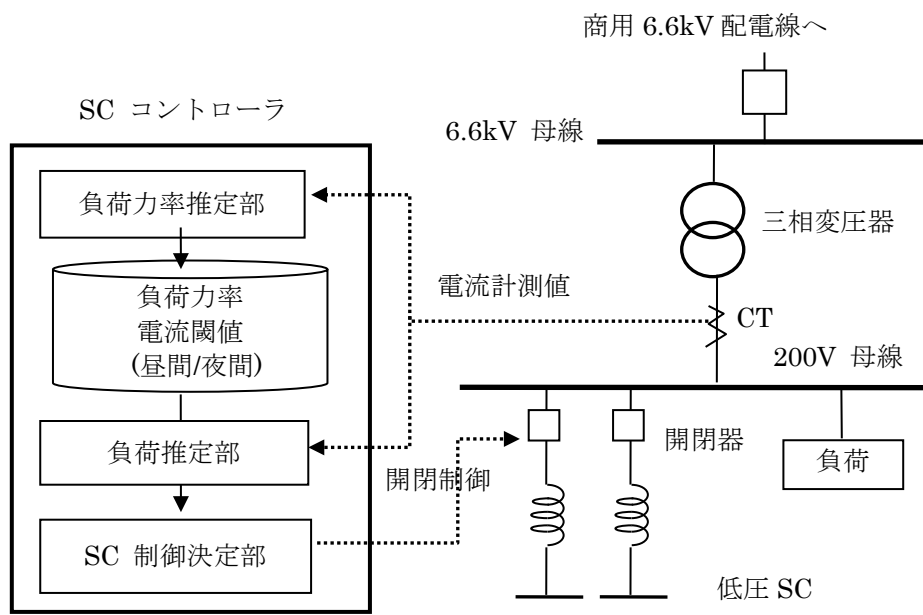 商用 6.6kV 配電線へ
SC コントローラ
6.6kV 母線
負荷力率推定部
三相変圧器
電流計測値
負荷力率
電流閾値
(昼間/夜間)
CT
200V 母線
負荷推定部
開閉器
負荷
開閉制御
SC 制御決定部
低圧 SC